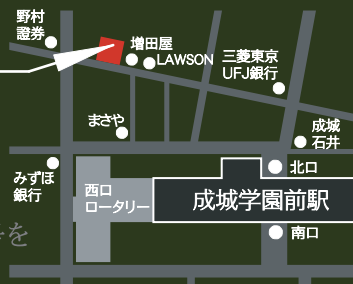 野村
證券
増田屋
LAWSON
三菱東京
UFJ銀行
まさや
成城
石井
みずほ
銀行
西口
ロータリー
北口
成城学園前駅
南口
を